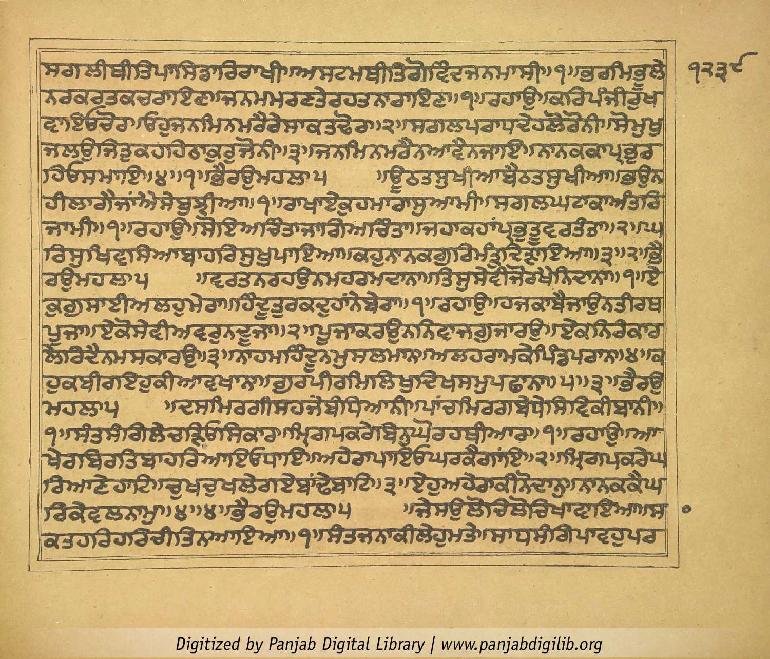 ਸਗਲੀਥੀਤਿਪਾਸਿਡਾਰਿਰਾਖੀ॥ਅਸਟਮਥੀਤਿਗੋਵਿੰਦਜਨਮਾਸੀ॥੧॥ਭਰਮਿਭੂਲੇ
ਨਰਕਰਤਕਚਰਾਇਣ॥ਜਨਮਮਰਣਤੇਰਹਤਨਾਰਾਇਣ॥੧॥ਰਹਾਉ॥ਕਰਿਪੰਜੀਰੁਖ
ਵਾਇਓਚੋਰ॥ਓਹੁਜਨਮਿਨਮਰੈਰੇਸਾਕਤਢੋਰ॥੨॥ਸਗਲਪਰਾਧਦੇਹਲੋਰੋਨੀ॥ਸੋਮੁਖੁ
ਜਲਉਜਿਤੁਕਹਹਿਠਾਕੁਰੁਜੋਨੀ॥੩॥ਜਨਮਿਨਮਰੈਨਆਵੈਨਜਾਇ॥ਨਾਨਕਕਾਪ੍ਰਭੁਰ
ਹਿਓਸਮਾਇ॥੪॥੧॥ਭੈਰਉਮਹਲਾ੫ ॥ਊਠਤਸੁਖੀਆਬੈਠਤਸੁਖੀਆ॥ਭਉਨ
ਹੀਲਾਗੈਜਾਂਐਸੇਬੁਝੀਆ॥੧॥ਰਾਖਾਏਕੁਹਮਾਰਾਸੁਆਮੀ॥ਸਗਲਘਟਾਕਾਅੰਤਰਿ
ਜਾਮੀ॥੧॥ਰਹਾਉ॥ਸੋਇਅਚਿੰਤਾਜਾਗਿਅਚਿੰਤਾ॥ਜਹਾਕਹਾਂਪ੍ਰਭੁਤੂੰਵਰਤੰਤਾ॥੨॥ਘ
ਰਿਸੁਖਿਵਸਿਆਬਾਹਰਿਸੁਖੁਪਾਇਆ॥ਕਹੁਨਾਨਕਗੁਰਿਮੰਤ੍ਰੁਦ੍ਰਿੜਾਇਆ॥੩॥੨॥ਭੈ
ਰਉਮਹਲਾ੫ ॥ਵਰਤਨਰਹਉਨਮਹਰਮਦਾਨਾ॥ਤਿਸੁਸੇਵੀਜੋਰਖੈਨਿਦਾਨਾ॥੧॥ਏ
ਕੁਗੁਸਾਈਅਲਹੁਮੇਰਾ॥ਹਿੰਦੂਤੁਰਕਦੁਹਾਂਨੇਬੇਰਾ॥੧॥ਰਹਾਉ॥ਹਜਕਾਬੈਜਾਉਨਤੀਰਥ
ਪੂਜਾ॥ਏਕੋਸੇਵੀਅਵਰੁਨਦੂਜਾ॥੨॥ਪੂਜਾਕਰਉਨਨਿਵਾਜਗੁਜਾਰਉ॥ਏਕਨਿਰੰਕਾਰ
ਲੇਰਿਦੈਨਮਸਕਾਰਉ॥੩॥ਨਾਹਮਹਿੰਦੂਨਮੁਸਲਮਾਨ॥ਅਲਹਰਾਮਕੇਪਿੰਡੁਪਰਾਨ॥੪॥ਕ
ਹੁਕਬੀਰਇਹੁਕੀਆਵਖਾਨਾ॥ਗੁਰਪੀਰਮਿਲਿਖੁਦਿਖਸਮੁਪਛਾਨਾ॥੫॥੩॥ਭੈਰਉ
ਮਹਲਾ੫ ॥ਦਸਮਿਰਗੀਸਹਜੇਬੰਧਿਆਨੀ॥ਪਾਂਚਮਿਰਗਬੇਧੇਸਿਵਕੀਬਾਨੀ॥
੧॥ਸੰਤਸੰਗਿਲੇਚੜਿਓਸਿਕਾਰ॥ਮ੍ਰਿਗਪਕਰੇਬਿਨੁਘੋਰਹਥੀਆਰ॥੧॥ਰਹਾਉ॥ਆ
ਖੇਰਬਿਰਤਿਬਾਹਰਿਆਇਓਧਾਇ॥ਅਹੇਰਾਪਾਇਓਘਰਕੈਗਾਂਇ॥੨॥ਮ੍ਰਿਗਪਕਰੇਘ
ਰਿਆਣੇਹਾਟਿ॥ਚੁਖਚੁਖਲੇਗਏਬਾਂਢੇਬਾਟਿ॥੩॥ਏਹੁਅਹੇਰਾਕੀਨੋਦਾਨੁ॥ਨਾਨਕਕੈਘ
ਰਿਕੇਵਲਨਾਮੁ॥੪॥੪॥ਭੈਰਉਮਹਲਾ੫ ॥ਜੇਸਉਲੋਚਿਲੋਚਿਖਾਵਾਇਆ॥ਸਾ
ਕਤਹਰਿਹਰਿਚੀਤਿਨਆਇਆ॥੧॥ਸੰਤਜਨਾਕੀਲੇਹੁਮਤੇ॥ਸਾਧਸੰਗਿਪਾਵਹੁਪਰ
੧੨੩੯
Digitized by Panjab Digital Library | www.panjabdigilib.org